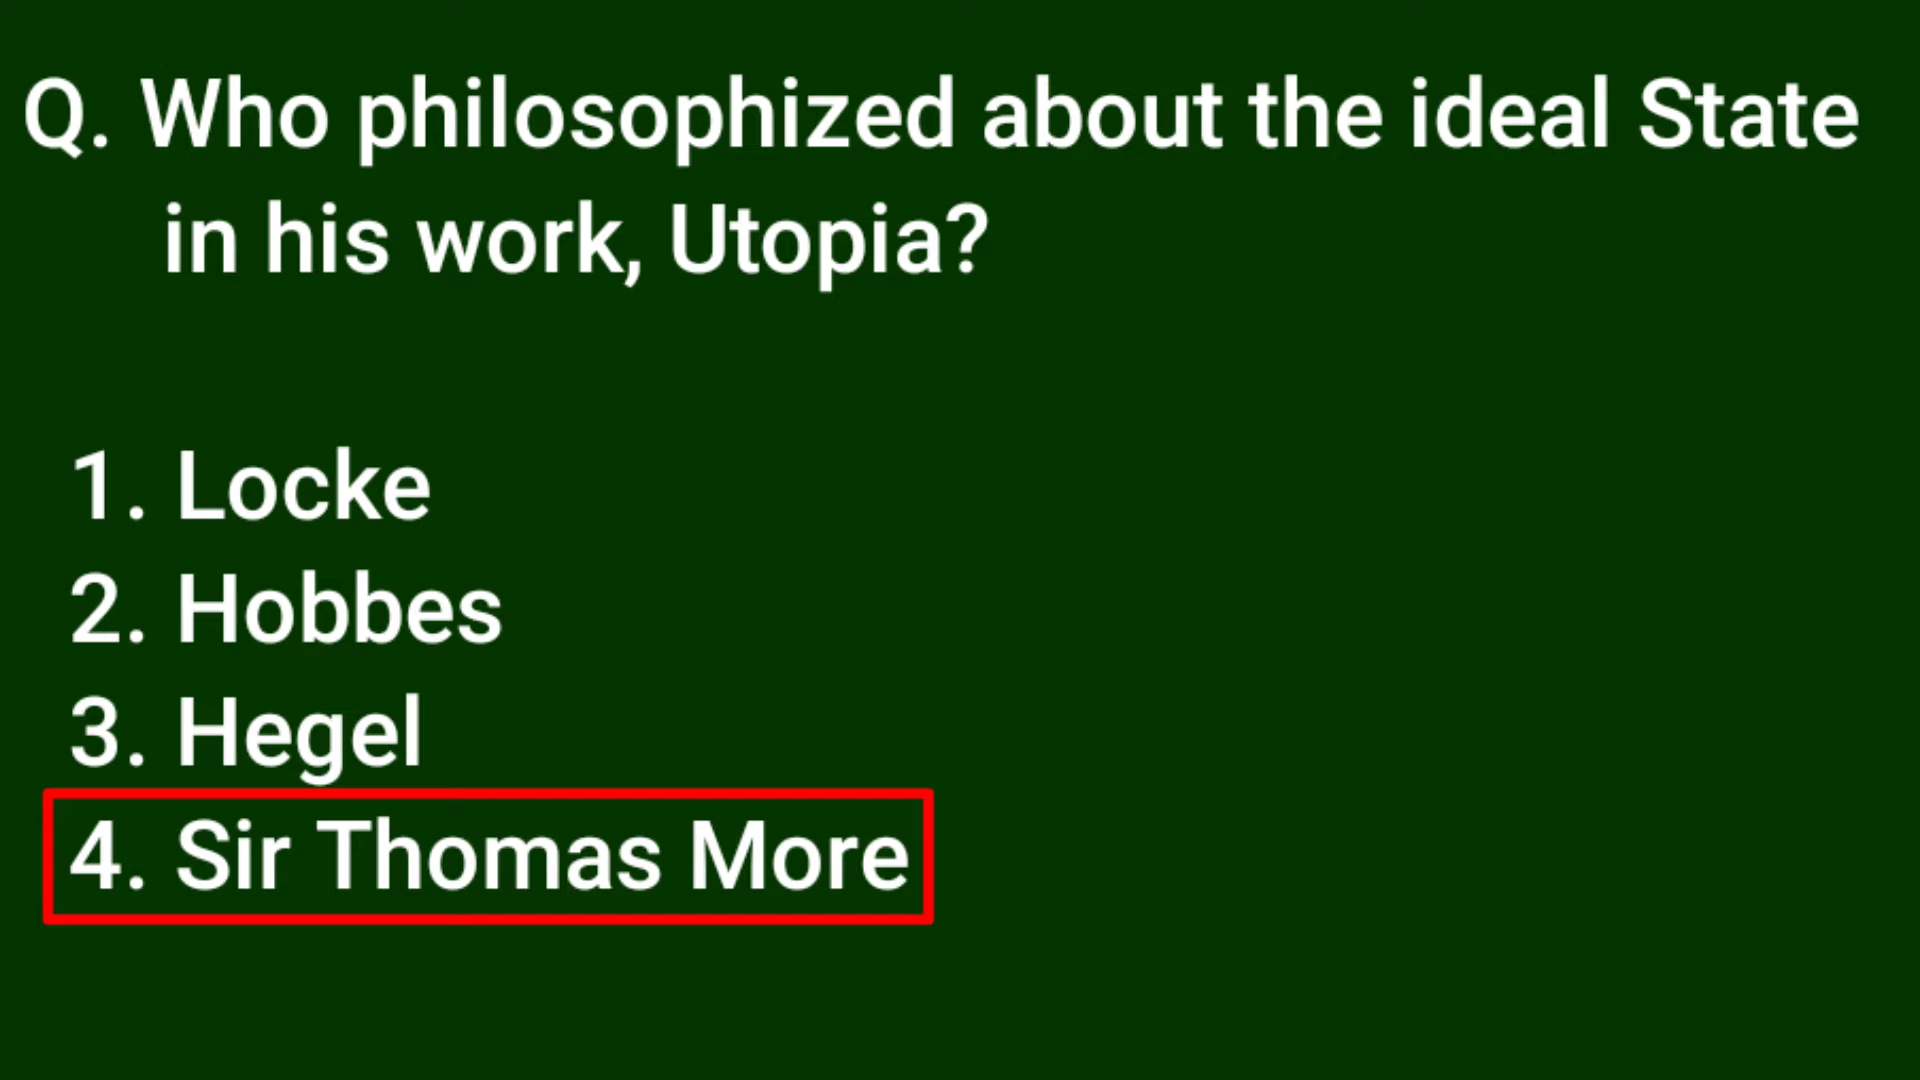 Q. Who philosophized about the ideal State
in his work, Utopia?
1. Locke
2. Hobbes
3. Hegel
4. Sir Thomas More